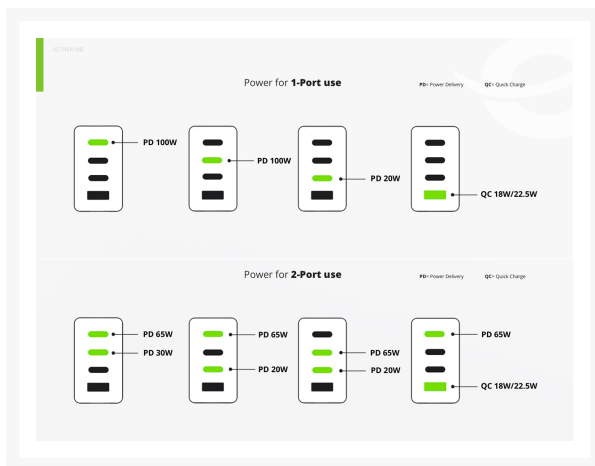 Power for 1-Port use
PD= Power Delivery
QC= Quick Charge
PD 100W
PD 100W
PD 20W
QC 18W/22.5W
Power for 2-Port use
PD= Power Delivery
QC= Quick Charge
PD 65W
PD 30W
PD 65W
PD 20W
PD 65W
PD 20W
PD 65W
QC 18W/22.5W